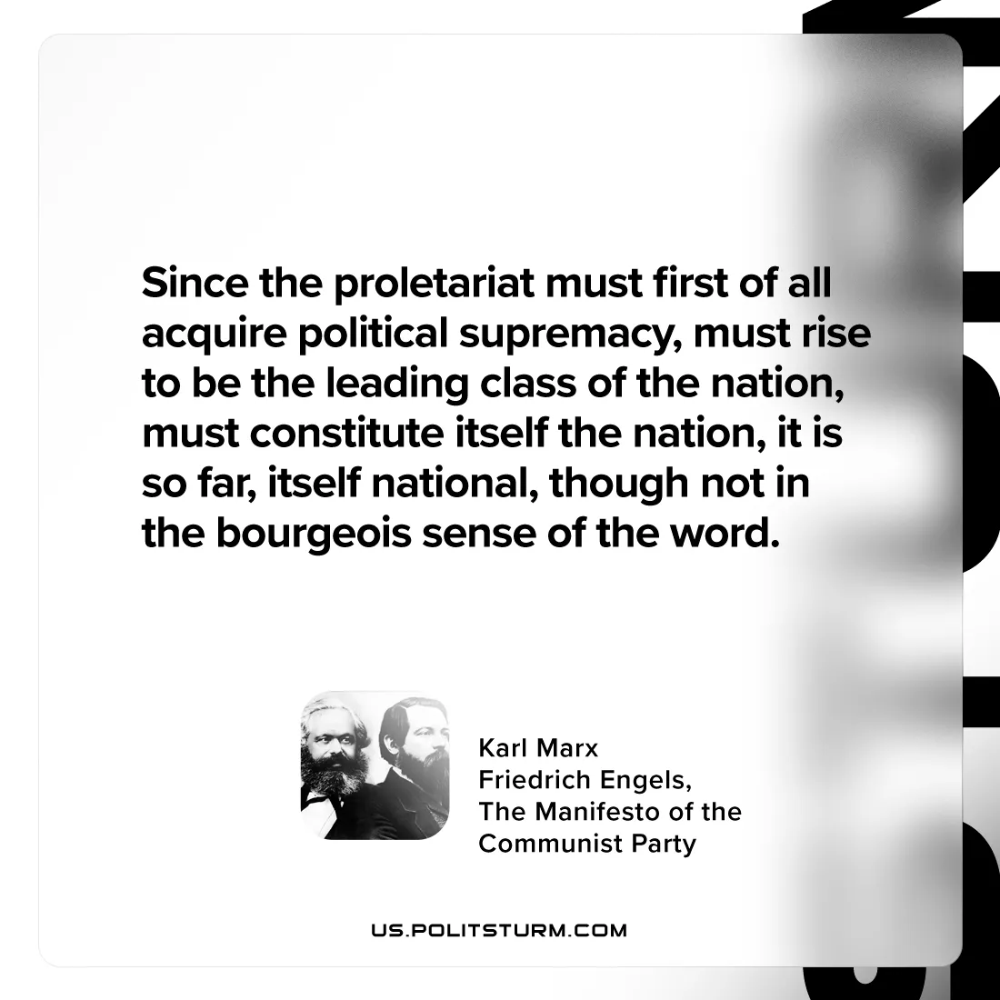 Since the proletariat must first of all
acquire political supremacy, must rise
to be the leading class of the nation,
must constitute itself the nation, it is
so far, itself national, though not in
the bourgeois sense of the word.
Karl Marx
Friedrich Engels,
The Manifesto of the
Communist Party
US.POLITSTURM.COM